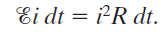 ℰi dt = i²R dt.